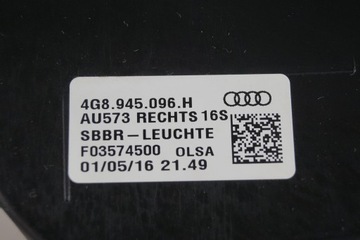 4G8.945.096.H
AU573 RECHTS 16S
SBBR-LEUCHTE
F03574500 OLSA
01/05/16 21.49